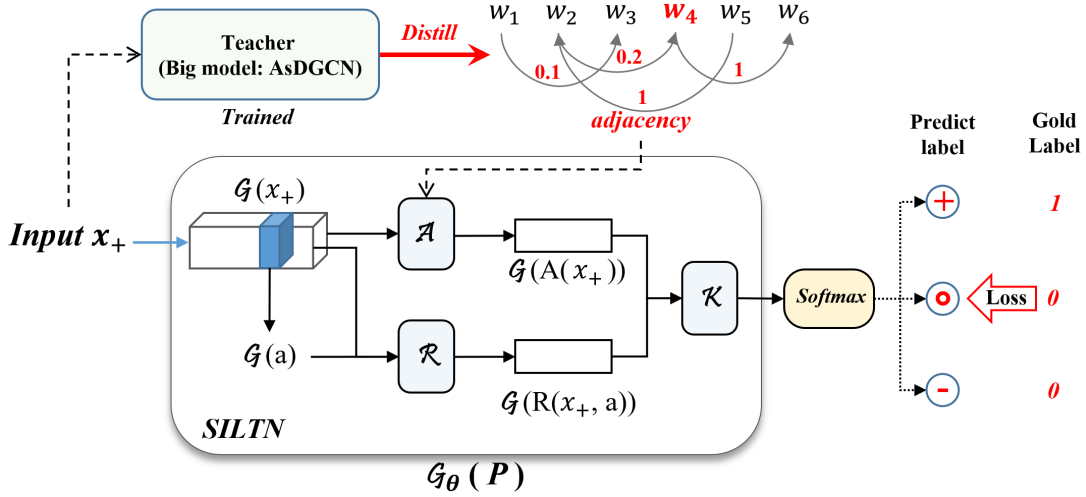 Teacher
(Big model: AsDGCN)
Trained
Distill
w₁ w₂ w₃ w₄ w₅ w₆
0.1
0.2
1
1
adjacency
Predict
label
Gold
Label
Input x₊
𝒢(x₊)
𝒜
𝒢(A(x₊))
𝒢(a)
ℛ
𝒢(R(x₊, a))
𝒦
Softmax
+
Loss
-
1
0
0
SILTN
𝒢_θ (P)